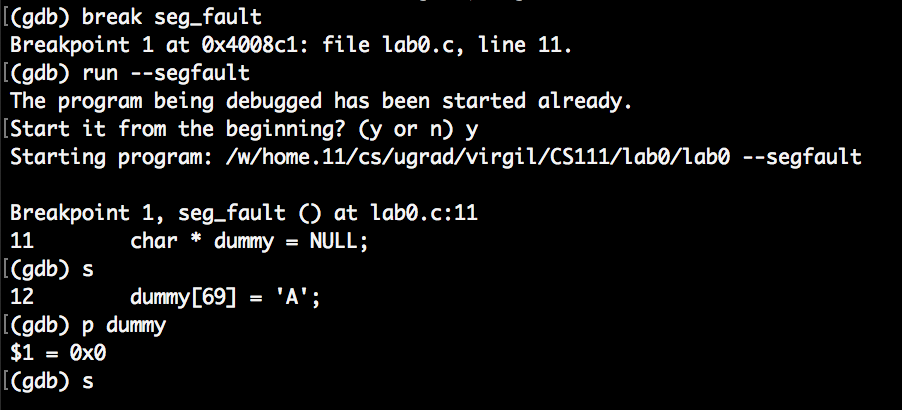 (gdb) break seg_fault
Breakpoint 1 at 0x4008c1: file lab0.c, line 11.
[(gdb) run --segfault
The program being debugged has been started already.
[Start it from the beginning? (y or n) y
Starting program: /w/home.11/cs/ugrad/virgil/CS111/lab0/lab0 --segfault

Breakpoint 1, seg_fault () at lab0.c:11
11        char * dummy = NULL;
[(gdb) s
12        dummy[69] = 'A';
[(gdb) p dummy
$1 = 0x0
[(gdb) s